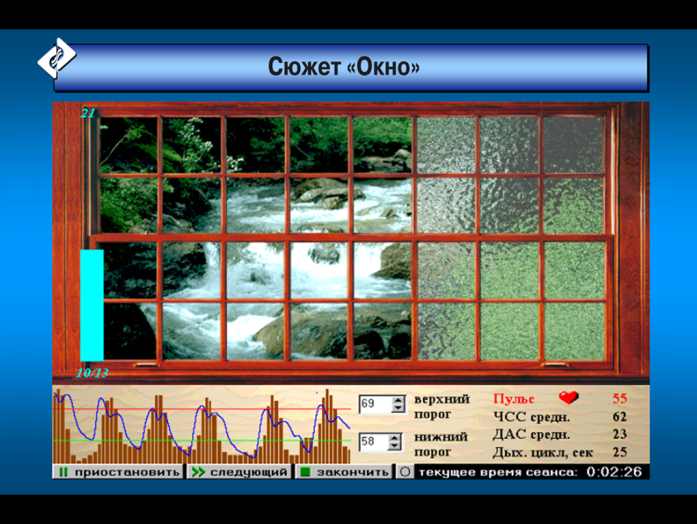 Сюжет «Окно»
21
10/13
69
верхний
порог
58
нижний
порог
Пульс 55
ЧСС средн. 62
ДАС средн. 23
Дых. цикл, сек 25
приостановить следующий закончить текущее время сеанса: 0:02:26